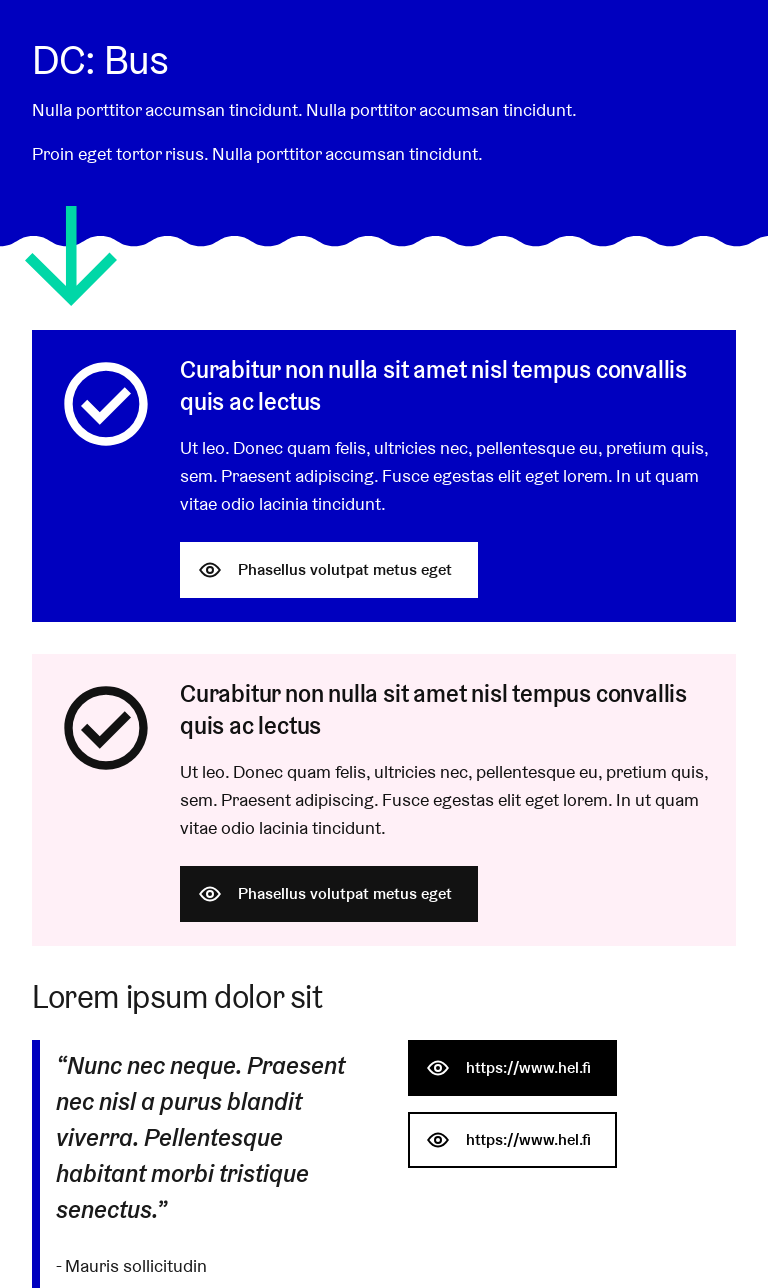 DC: Bus
Nulla porttitor accumsan tincidunt. Nulla porttitor accumsan tincidunt.
Proin eget tortor risus. Nulla porttitor accumsan tincidunt.
Curabitur non nulla sit amet nisl tempus convallis
quis ac lectus
Ut leo. Donec quam felis, ultricies nec, pellentesque eu, pretium quis,
sem. Praesent adipiscing. Fusce egestas elit eget lorem. In ut quam
vitae odio lacinia tincidunt.
Phasellus volutpat metus eget
Curabitur non nulla sit amet nisl tempus convallis
quis ac lectus
Ut leo. Donec quam felis, ultricies nec, pellentesque eu, pretium quis,
sem. Praesent adipiscing. Fusce egestas elit eget lorem. In ut quam
vitae odio lacinia tincidunt.
Phasellus volutpat metus eget
Lorem ipsum dolor sit
“Nunc nec neque. Praesent
nec nisl a purus blandit
viverra. Pellentesque
habitant morbi tristique
senectus.”
- Mauris sollicitudin
https://www.hel.fi
https://www.hel.fi